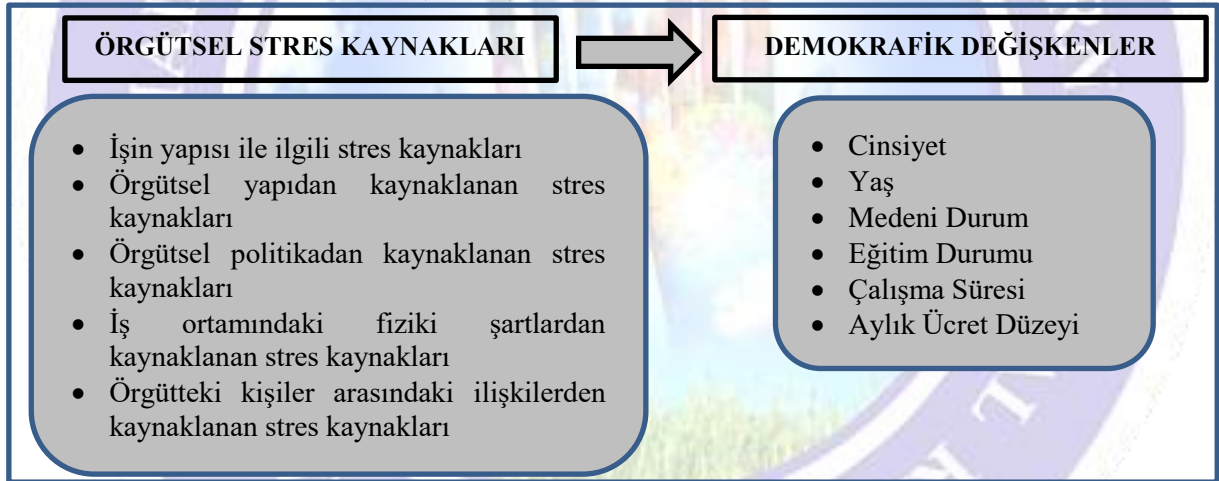 ÖRGÜTSEL STRES KAYNAKLARI
DEMOKRAFİK DEĞİŞKENLER
• İşin yapısı ile ilgili stres kaynakları
• Örgütsel yapıdan kaynaklanan stres
kaynakları
• Örgütsel politikadan kaynaklanan stres
kaynakları
• İş ortamındaki fiziki şartlardan
kaynaklanan stres kaynakları
• Örgütteki kişiler arasındaki ilişkilerden
kaynaklanan stres kaynakları
• Cinsiyet
• Yaş
• Medeni Durum
• Eğitim Durumu
• Çalışma Süresi
• Aylık Ücret Düzeyi